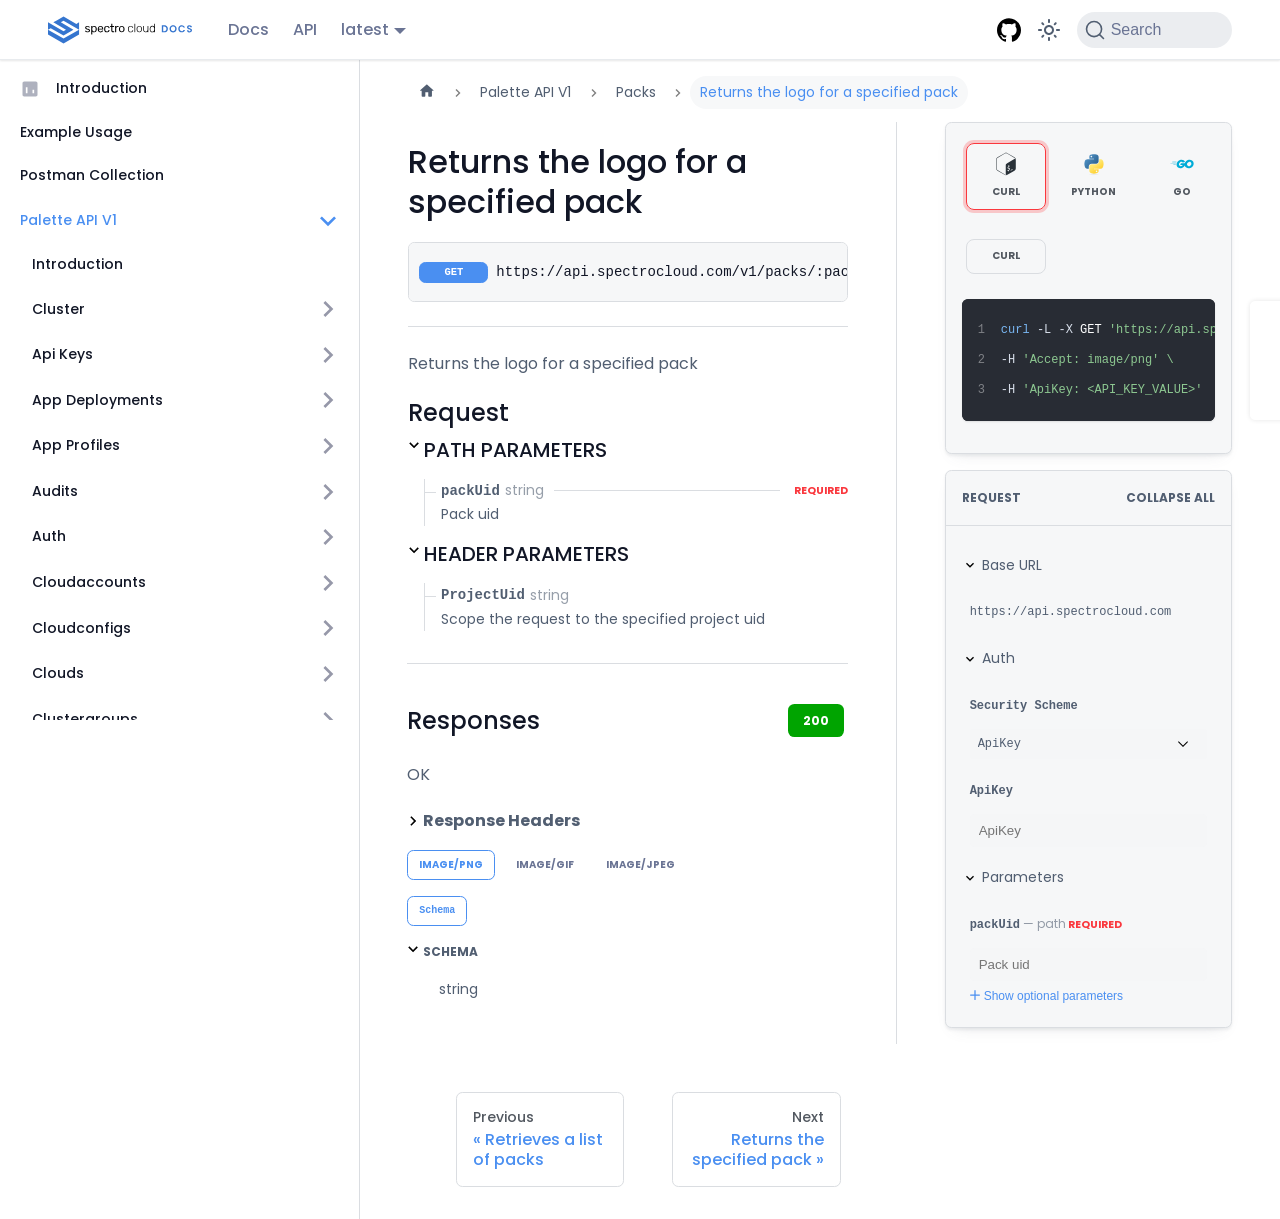 spectro cloud DOCS Docs API latest Search
Introduction
Example Usage
Postman Collection
Palette API V1
Introduction
Cluster
Api Keys
App Deployments
App Profiles
Audits
Auth
Cloudaccounts
Cloudconfigs
Clouds
Clustergroups
Palette API V1 Packs Returns the logo for a specified pack
Returns the logo for a
specified pack
GET https://api.spectrocloud.com/v1/packs/:pac
Returns the logo for a specified pack
Request
PATH PARAMETERS
packUid string REQUIRED
Pack uid
HEADER PARAMETERS
ProjectUid string
Scope the request to the specified project uid
Responses 200
OK
Response Headers
IMAGE/PNG IMAGE/GIF IMAGE/JPEG
Schema
SCHEMA
string
CURL PYTHON GO
CURL
1 curl -L -X GET 'https://api.sp
2 -H 'Accept: image/png' \
3 -H 'ApiKey: <API_KEY_VALUE>'
REQUEST COLLAPSE ALL
Base URL
https://api.spectrocloud.com
Auth
Security Scheme
ApiKey
ApiKey
ApiKey
Parameters
packUid — path REQUIRED
Pack uid
Show optional parameters
Previous
« Retrieves a list
of packs
Next
Returns the
specified pack »